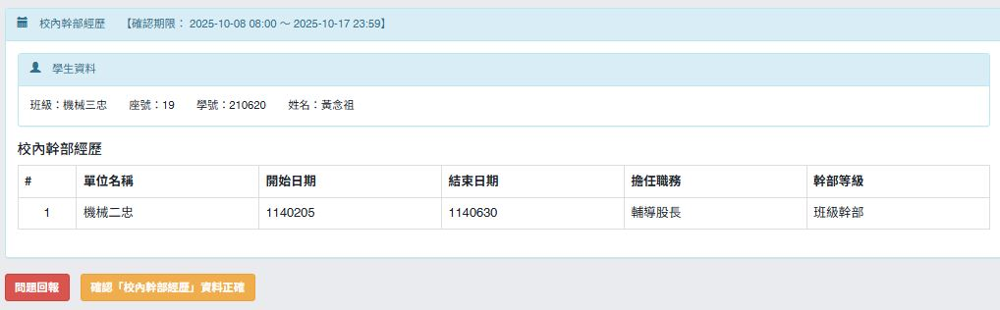 校內幹部經歷 【確認期限： 2025-10-08 08:00 ～ 2025-10-17 23:59】
學生資料
班級：機械三忠 座號：19 學號：210620 姓名：黃念祖
校內幹部經歷
# 單位名稱 開始日期 結束日期 擔任職務 幹部等級
1 機械二忠 1140205 1140630 輔導股長 班級幹部
問題回報 確認「校內幹部經歷」資料正確